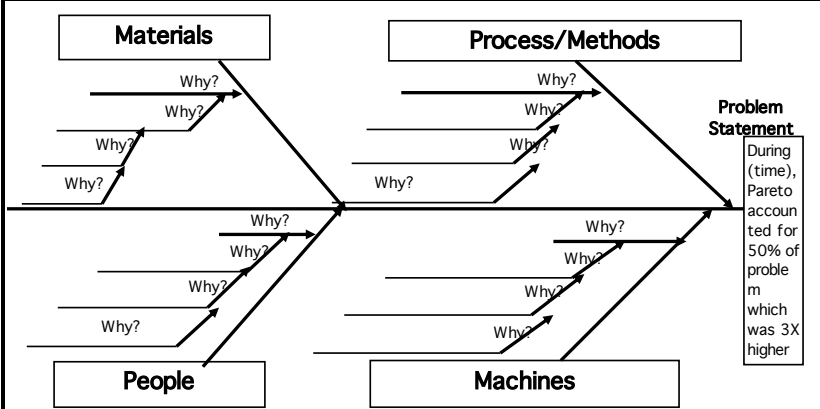 Materials
Process/Methods
Why?
Why?
Why?
Why?
Why?
Why?
Why?
Why?
Problem
Statement
During
(time),
Pareto
accoun
ted for
50% of
proble
m
which
was 3X
higher
Why?
Why?
Why?
Why?
Why?
Why?
Why?
Why?
People
Machines